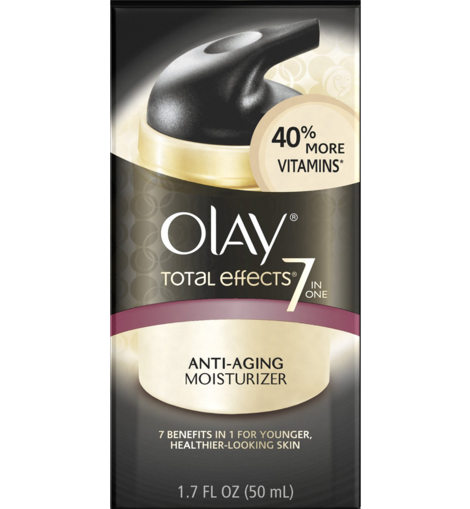 40% MORE
VITAMINS*
OLAY®
TOTAL effects® 7 IN ONE
ANTI-AGING
MOISTURIZER
7 BENEFITS IN 1 FOR YOUNGER,
HEALTHIER-LOOKING SKIN
1.7 FL OZ (50 mL)